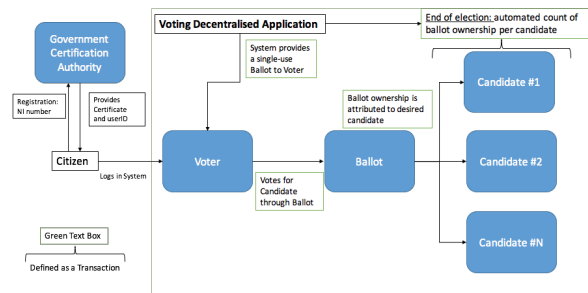 Voting Decentralised Application
End of election: automated count of
ballot ownership per candidate
Government
Certification
Authority
System provides
a single-use
Ballot to Voter
Candidate #1
Registration:
NI number
Provides
Certificate
and userID
Ballot ownership is
attributed to desired
candidate
Citizen
Logs in System
Voter
Ballot
Candidate #2
Votes for
Candidate
through Ballot
Green Text Box
Defined as a Transaction
Candidate #N